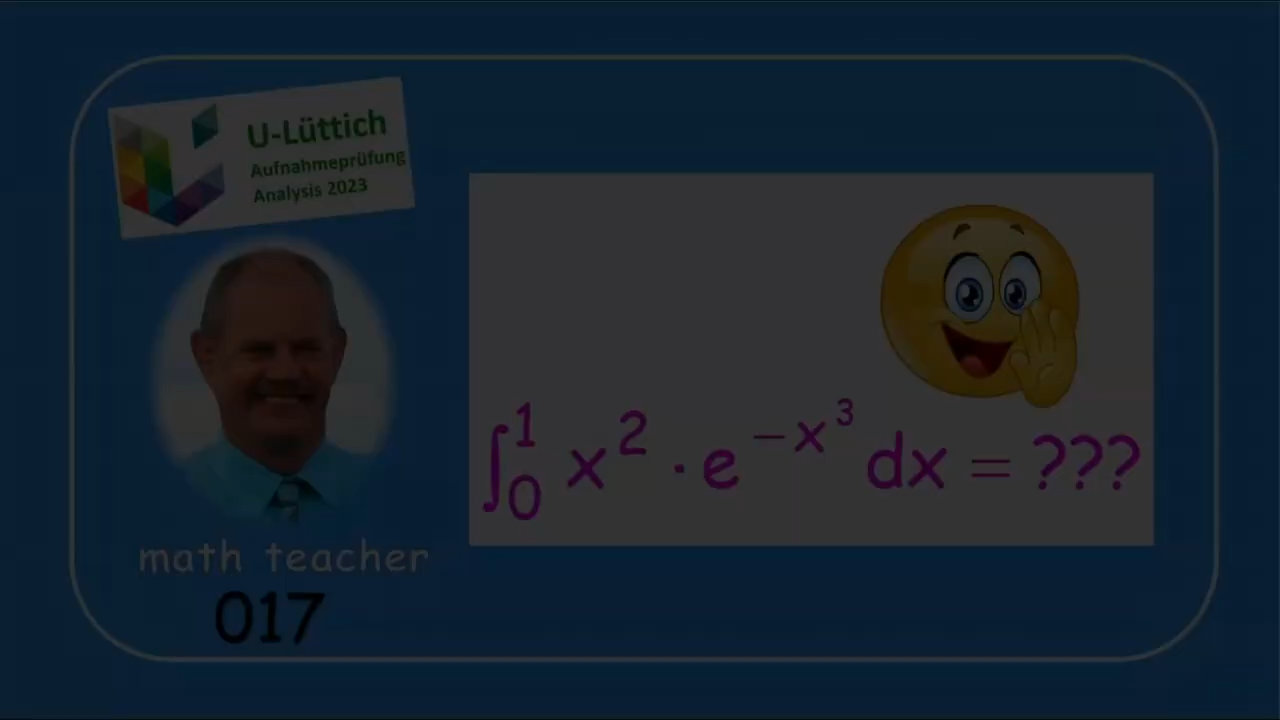 U-Lüttich
Aufnahmeprüfung
Analysis 2023
∫₀¹ x² · e^(−x³) dx = ???
math teacher
017